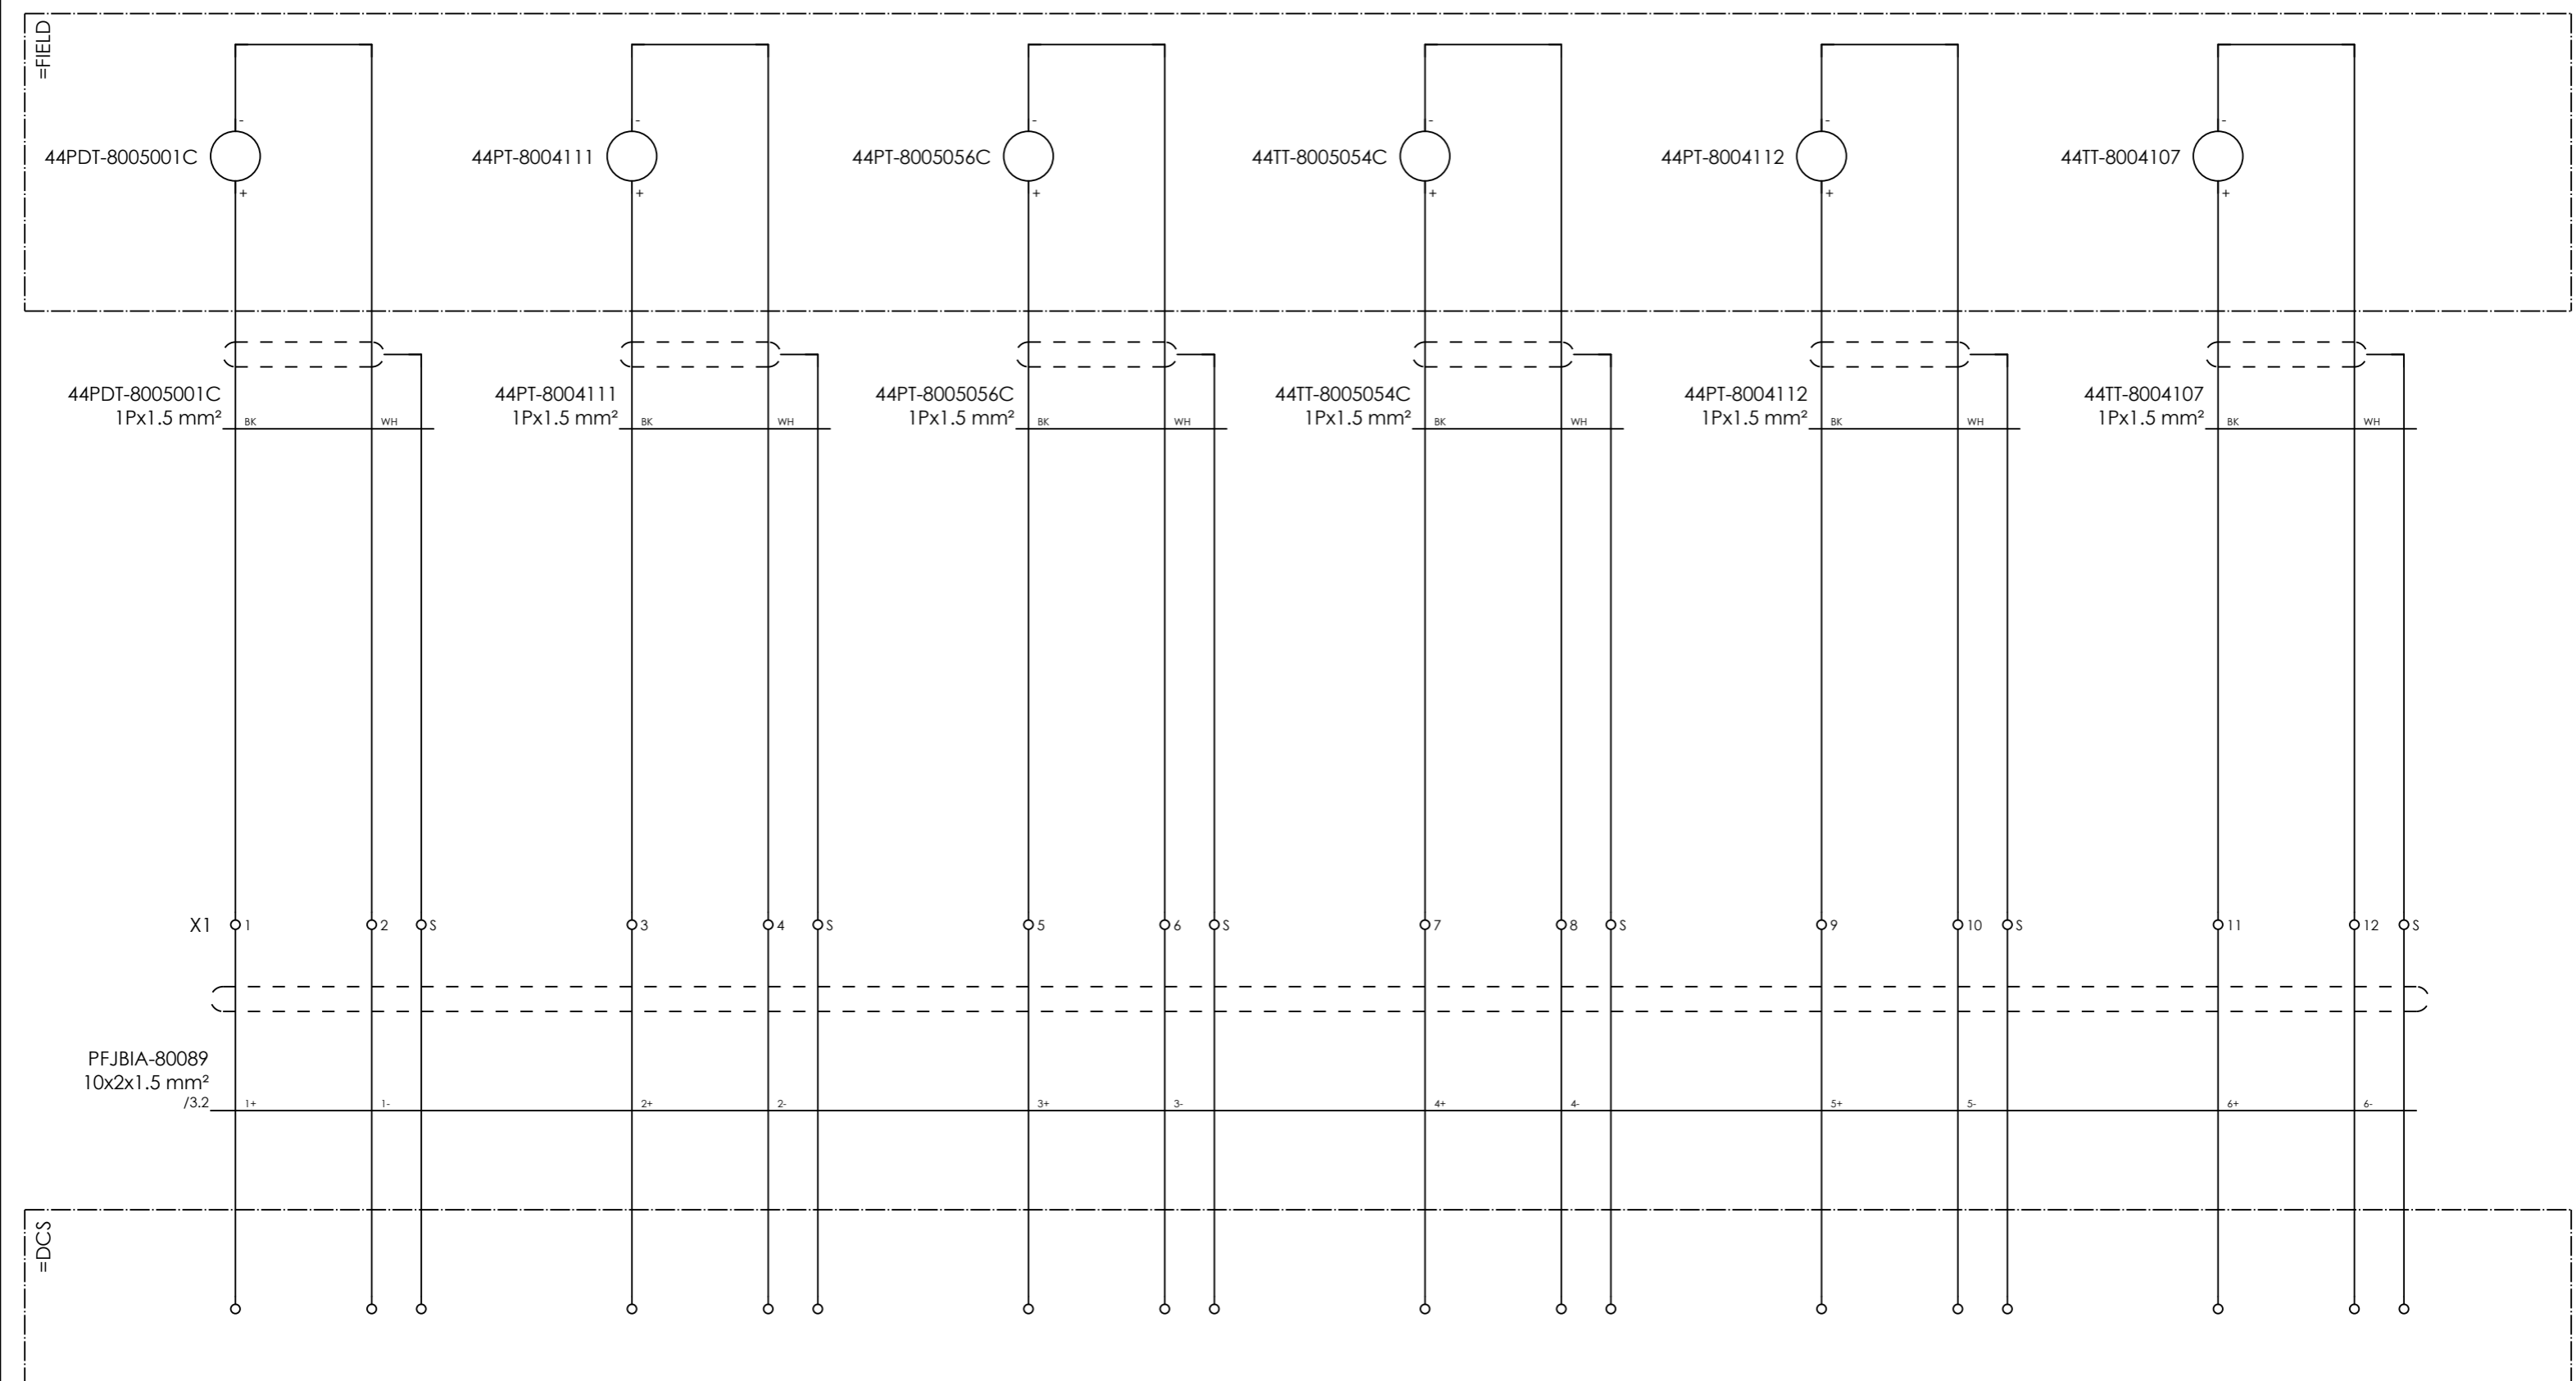 =FIELD
- - - - - -
44PDT-8005001C 44PT-8004111 44PT-8005056C 44TT-8005054C 44PT-8004112 44TT-8004107
+ + + + + +
44PDT-8005001C 44PT-8004111 44PT-8005056C 44TT-8005054C 44PT-8004112 44TT-8004107
1Px1.5 mm² BK WH 1Px1.5 mm² BK WH 1Px1.5 mm² BK WH 1Px1.5 mm² BK WH 1Px1.5 mm² BK WH 1Px1.5 mm² BK WH
X1 1 2 S 3 4 S 5 6 S 7 8 S 9 10 S 11 12 S
PFJBIA-80089
10x2x1.5 mm²
/3.2 1+ 1- 2+ 2- 3+ 3- 4+ 4- 5+ 5- 6+ 6-
=DCS